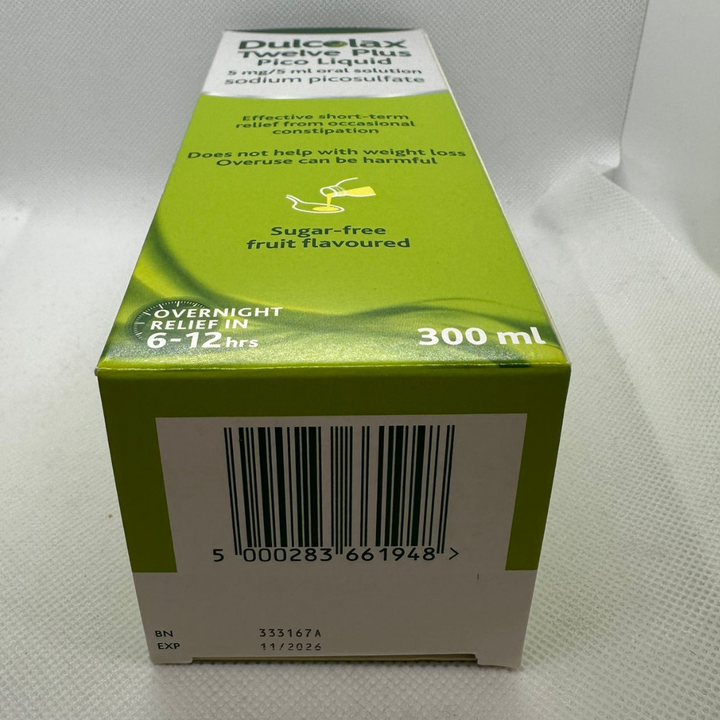 Dulcolax
Twelve Plus
Pico Liquid
5 mg/5 ml oral solution
sodium picosulfate
Effective short-term
relief from occasional
constipation
Does not help with weight loss
Overuse can be harmful
Sugar-free
fruit flavoured
OVERNIGHT
RELIEF IN
6-12hrs
300 ml
5 000283 661948 >
BN 333167A
EXP 11/2026